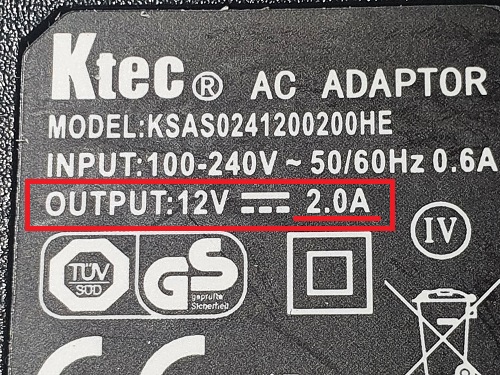 Ktec® AC ADAPTOR
MODEL:KSAS0241200200HE
INPUT:100-240V ~ 50/60Hz 0.6A
OUTPUT:12V ⎓ 2.0A
IV
TÜV
SÜD
GS
geprüfte
Sicherheit
CE